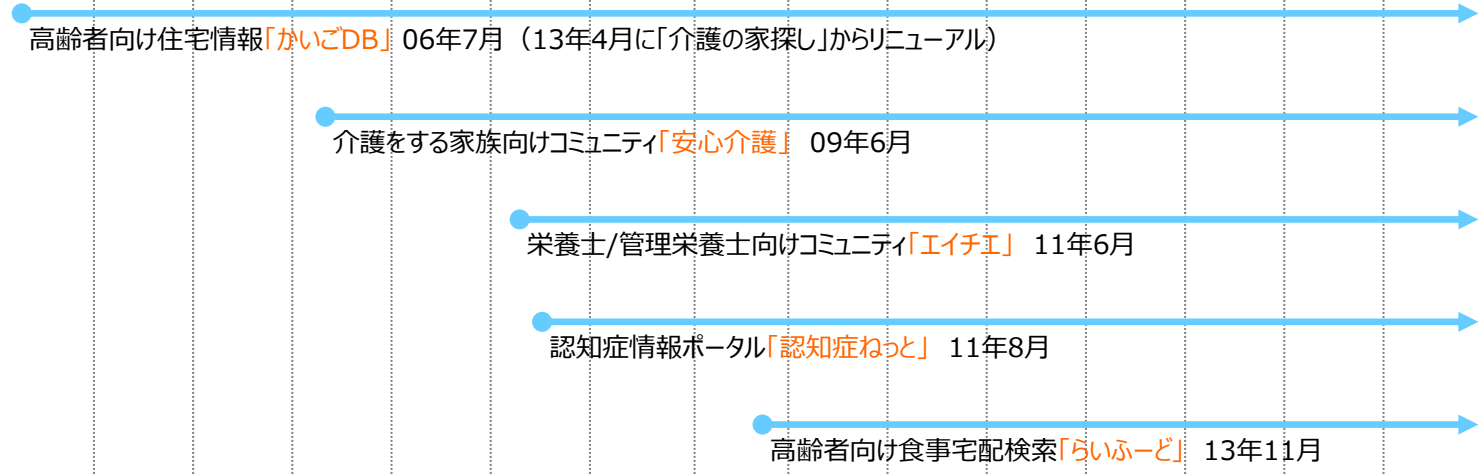 高齢者向け住宅情報「かいごDB」 06年7月（13年4月に「介護の家探し」からリニューアル）
介護をする家族向けコミュニティ「安心介護」 09年6月
栄養士/管理栄養士向けコミュニティ「エイチエ」 11年6月
認知症情報ポータル「認知症ねっと」 11年8月
高齢者向け食事宅配検索「らいふーど」 13年11月